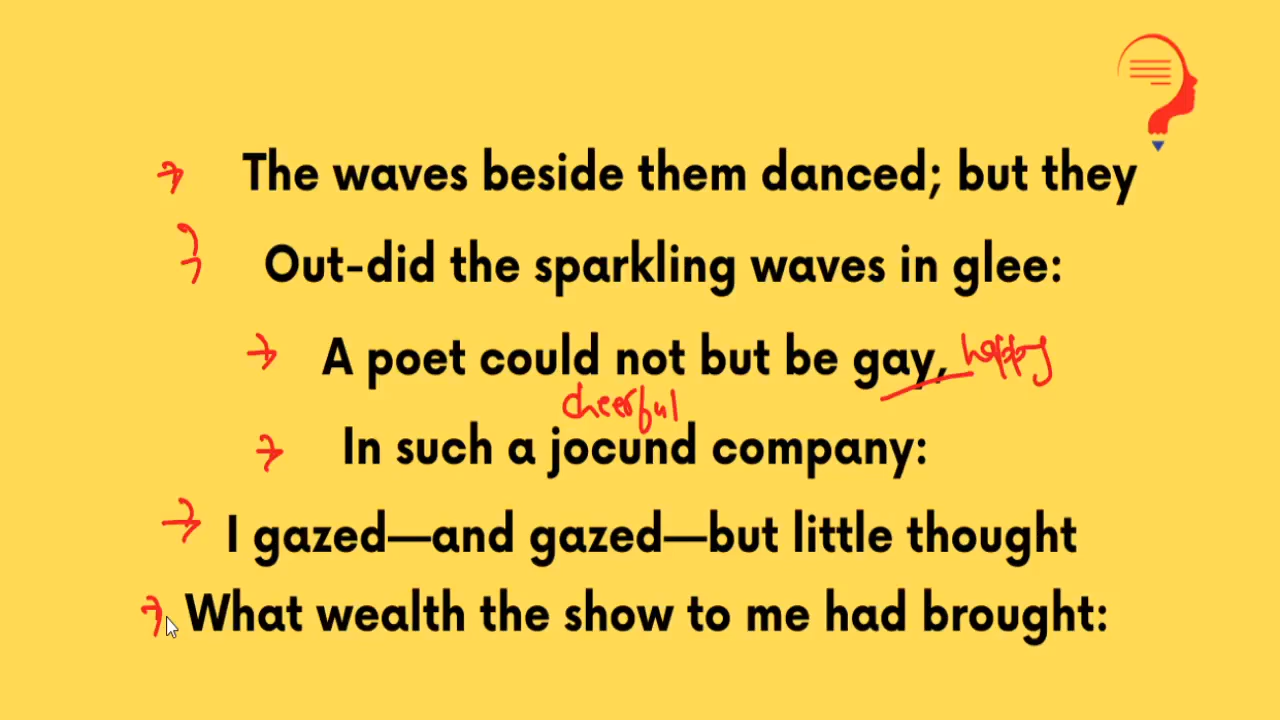 The waves beside them danced; but they
Out-did the sparkling waves in glee:
A poet could not but be gay, happy
cheerful
In such a jocund company:
I gazed—and gazed—but little thought
What wealth the show to me had brought: